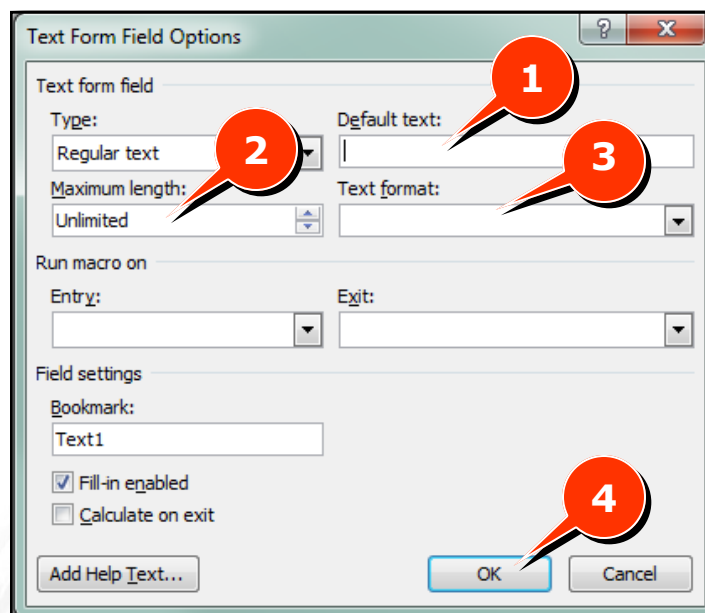 Text Form Field Options
1
Text form field
Type: Default text:
2
Regular text
3
Maximum length: Text format:
Unlimited
Run macro on
Entry: Exit:
Field settings
Bookmark:
Text1
Fill-in enabled
4
Calculate on exit
Add Help Text... OK Cancel